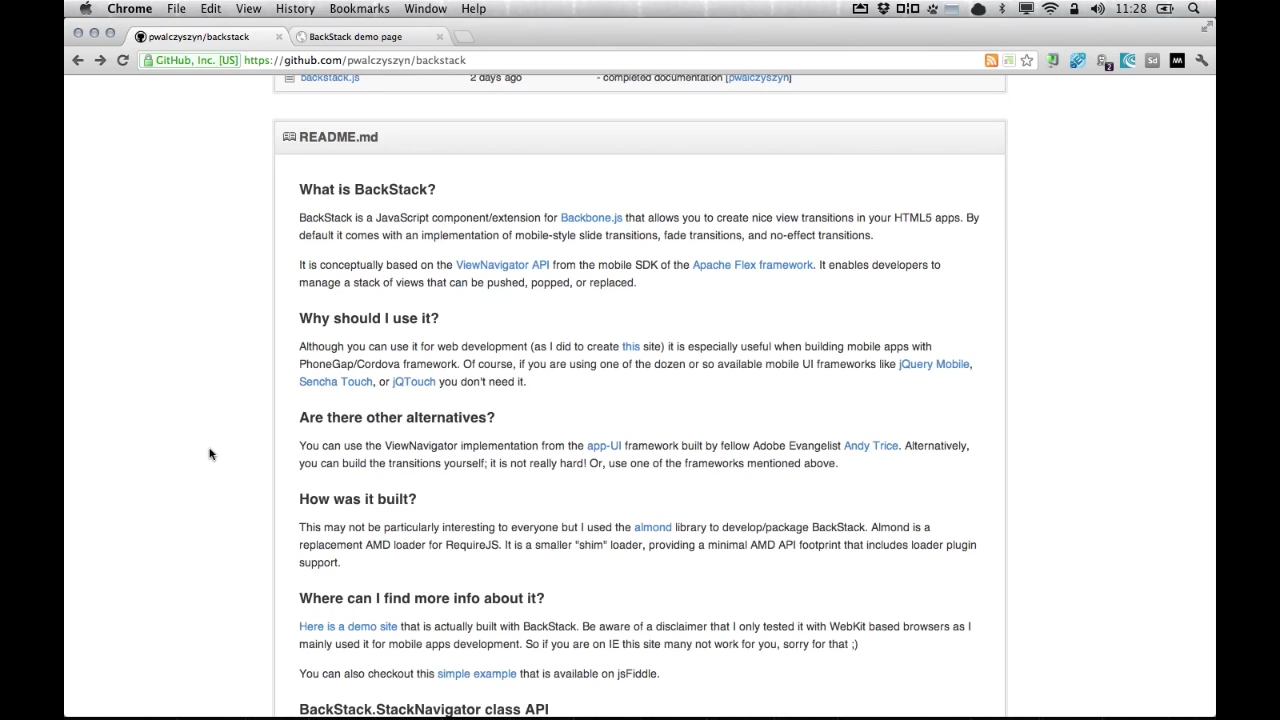 Chrome File Edit View History Bookmarks Window Help 11:28
pwalczyszyn/backstack × BackStack demo page ×
GitHub, Inc. [US] https://github.com/pwalczyszyn/backstack 2 Sd
backstack.js 2 days ago - completed documentation [pwalczyszyn]
README.md
What is BackStack?
BackStack is a JavaScript component/extension for Backbone.js that allows you to create nice view transitions in your HTML5 apps. By
default it comes with an implementation of mobile-style slide transitions, fade transitions, and no-effect transitions.
It is conceptually based on the ViewNavigator API from the mobile SDK of the Apache Flex framework. It enables developers to
manage a stack of views that can be pushed, popped, or replaced.
Why should I use it?
Although you can use it for web development (as I did to create this site) it is especially useful when building mobile apps with
PhoneGap/Cordova framework. Of course, if you are using one of the dozen or so available mobile UI frameworks like jQuery Mobile,
Sencha Touch, or jQTouch you don't need it.
Are there other alternatives?
You can use the ViewNavigator implementation from the app-UI framework built by fellow Adobe Evangelist Andy Trice. Alternatively,
you can build the transitions yourself; it is not really hard! Or, use one of the frameworks mentioned above.
How was it built?
This may not be particularly interesting to everyone but I used the almond library to develop/package BackStack. Almond is a
replacement AMD loader for RequireJS. It is a smaller "shim" loader, providing a minimal AMD API footprint that includes loader plugin
support.
Where can I find more info about it?
Here is a demo site that is actually built with BackStack. Be aware of a disclaimer that I only tested it with WebKit based browsers as I
mainly used it for mobile apps development. So if you are on IE this site many not work for you, sorry for that ;)
You can also checkout this simple example that is available on jsFiddle.
BackStack.StackNavigator class API